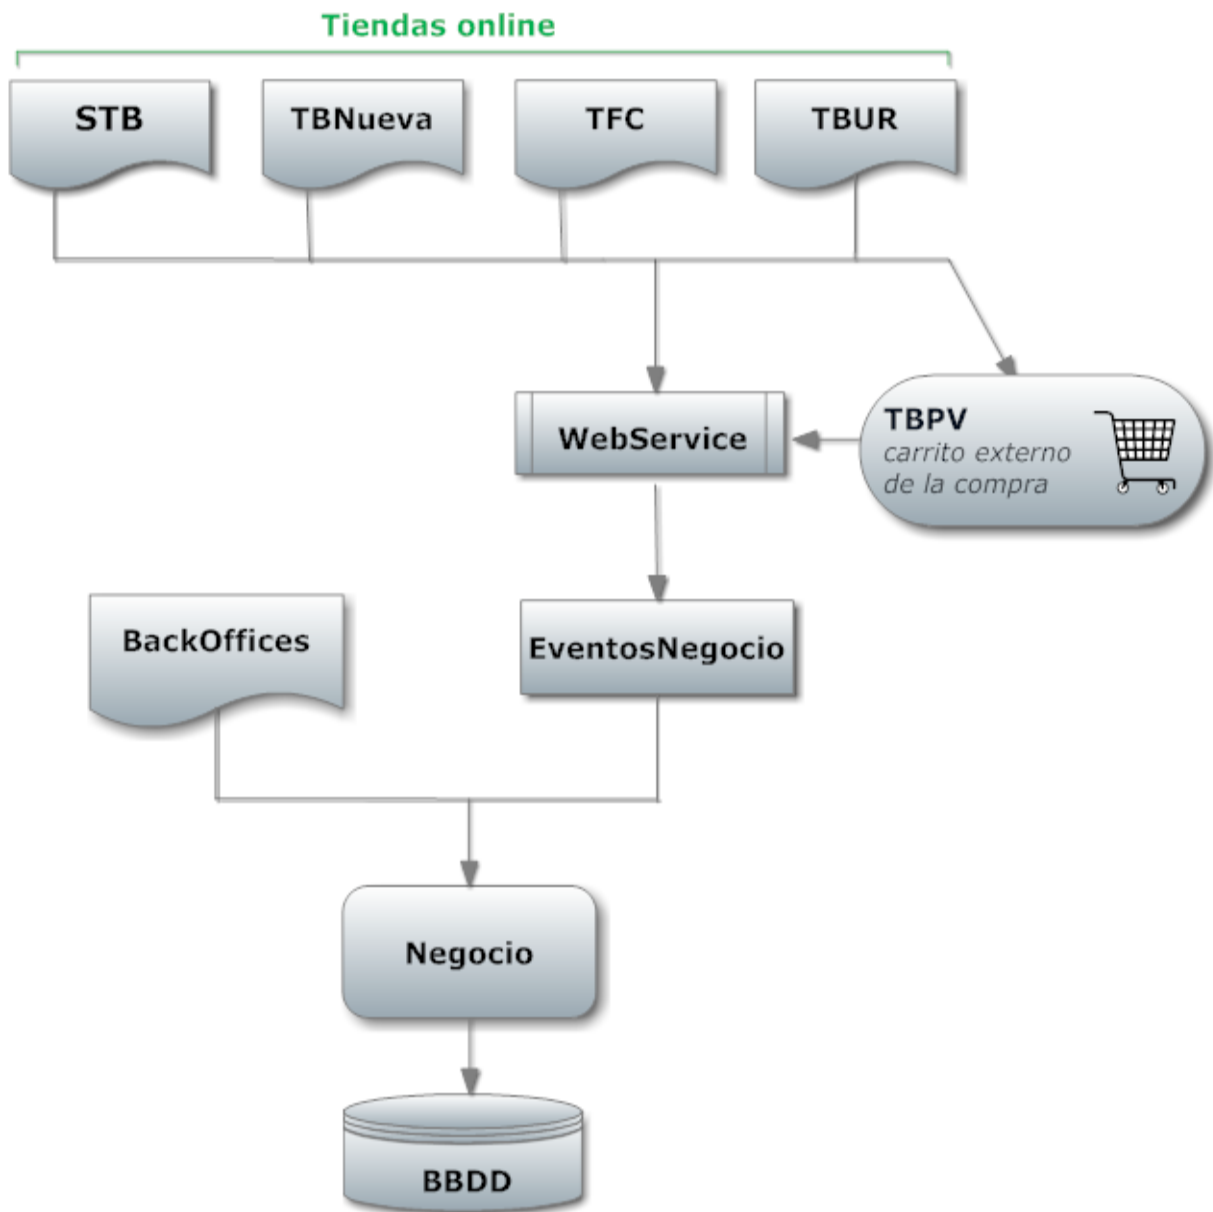 Tiendas online
STB
TBNueva
TFC
TBUR
WebService
TBPV
carrito externo
de la compra
BackOffices
EventosNegocio
Negocio
BBDD